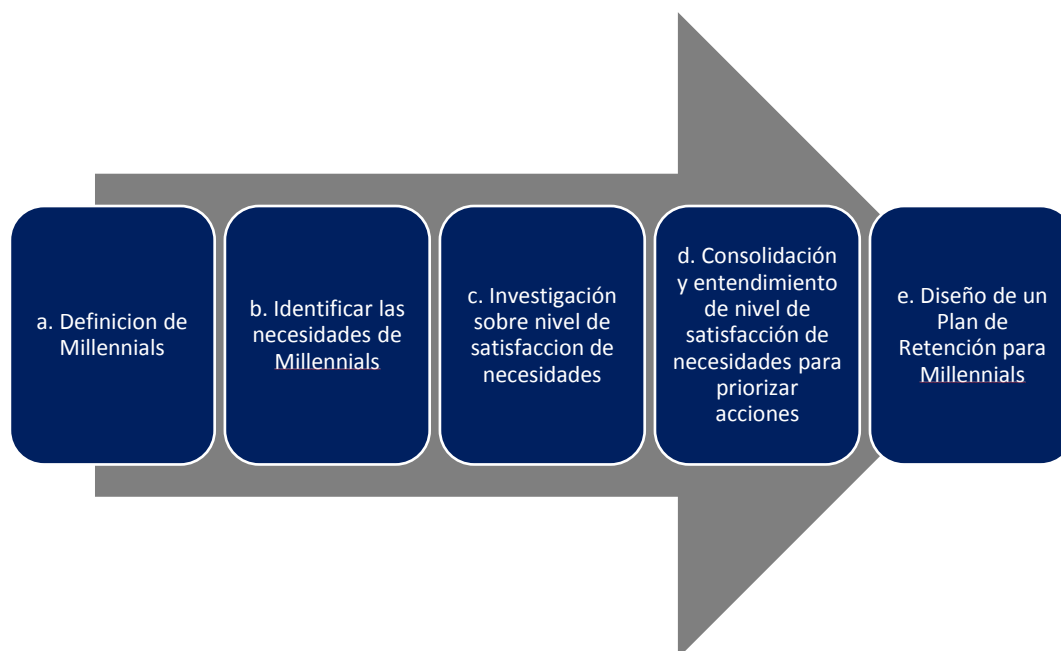 a. Definicion de
Millennials
b. Identificar las
necesidades de
Millennials
c. Investigación
sobre nivel de
satisfaccion de
necesidades
d. Consolidación
y entendimiento
de nivel de
satisfacción de
necesidades para
priorizar
acciones
e. Diseño de un
Plan de
Retención para
Millennials